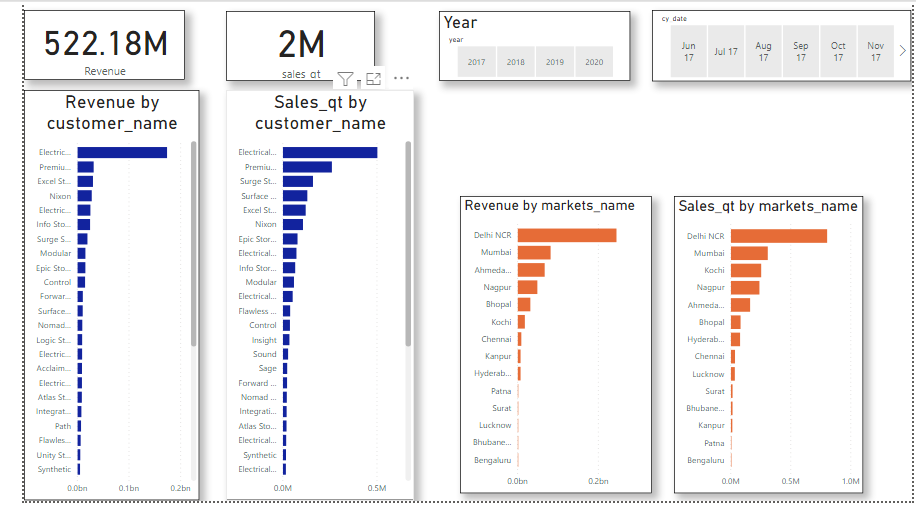 522.18M
Revenue
2M
sales_qt
Year
year
2017
2018
2019
2020
cy_date
Jun
17
Jul 17
Aug
17
Sep
17
Oct
17
Nov
17
Revenue by
customer_name
Electric...
Premiu...
Excel St...
Nixon
Electric...
Info Sto...
Surge S...
Modular
Epic Sto...
Control
Forwar...
Surface...
Nomad...
Logic St...
Electric...
Acclaim...
Electric...
Atlas St...
Integrat...
Path
Flawles...
Unity St...
Synthetic
0.0bn
0.1bn
0.2bn
Sales_qt by
customer_name
Electrical...
Premiu...
Surge St...
Surface ...
Excel St...
Nixon
Epic Stor...
Electrical...
Info Stor...
Modular
Electrical...
Flawless ...
Control
Insight
Sound
Sage
Forward ...
Nomad ...
Integrati...
Atlas Sto...
Electrical...
Synthetic
Electrical...
0.0M
0.5M
Revenue by markets_name
Delhi NCR
Mumbai
Ahmeda...
Nagpur
Bhopal
Kochi
Chennai
Kanpur
Hyderab...
Patna
Surat
Lucknow
Bhubane...
Bengaluru
0.0bn
0.2bn
Sales_qt by markets_name
Delhi NCR
Mumbai
Kochi
Nagpur
Ahmeda...
Bhopal
Hyderab...
Chennai
Lucknow
Surat
Bhubane...
Kanpur
Patna
Bengaluru
0.0M
0.5M
1.0M